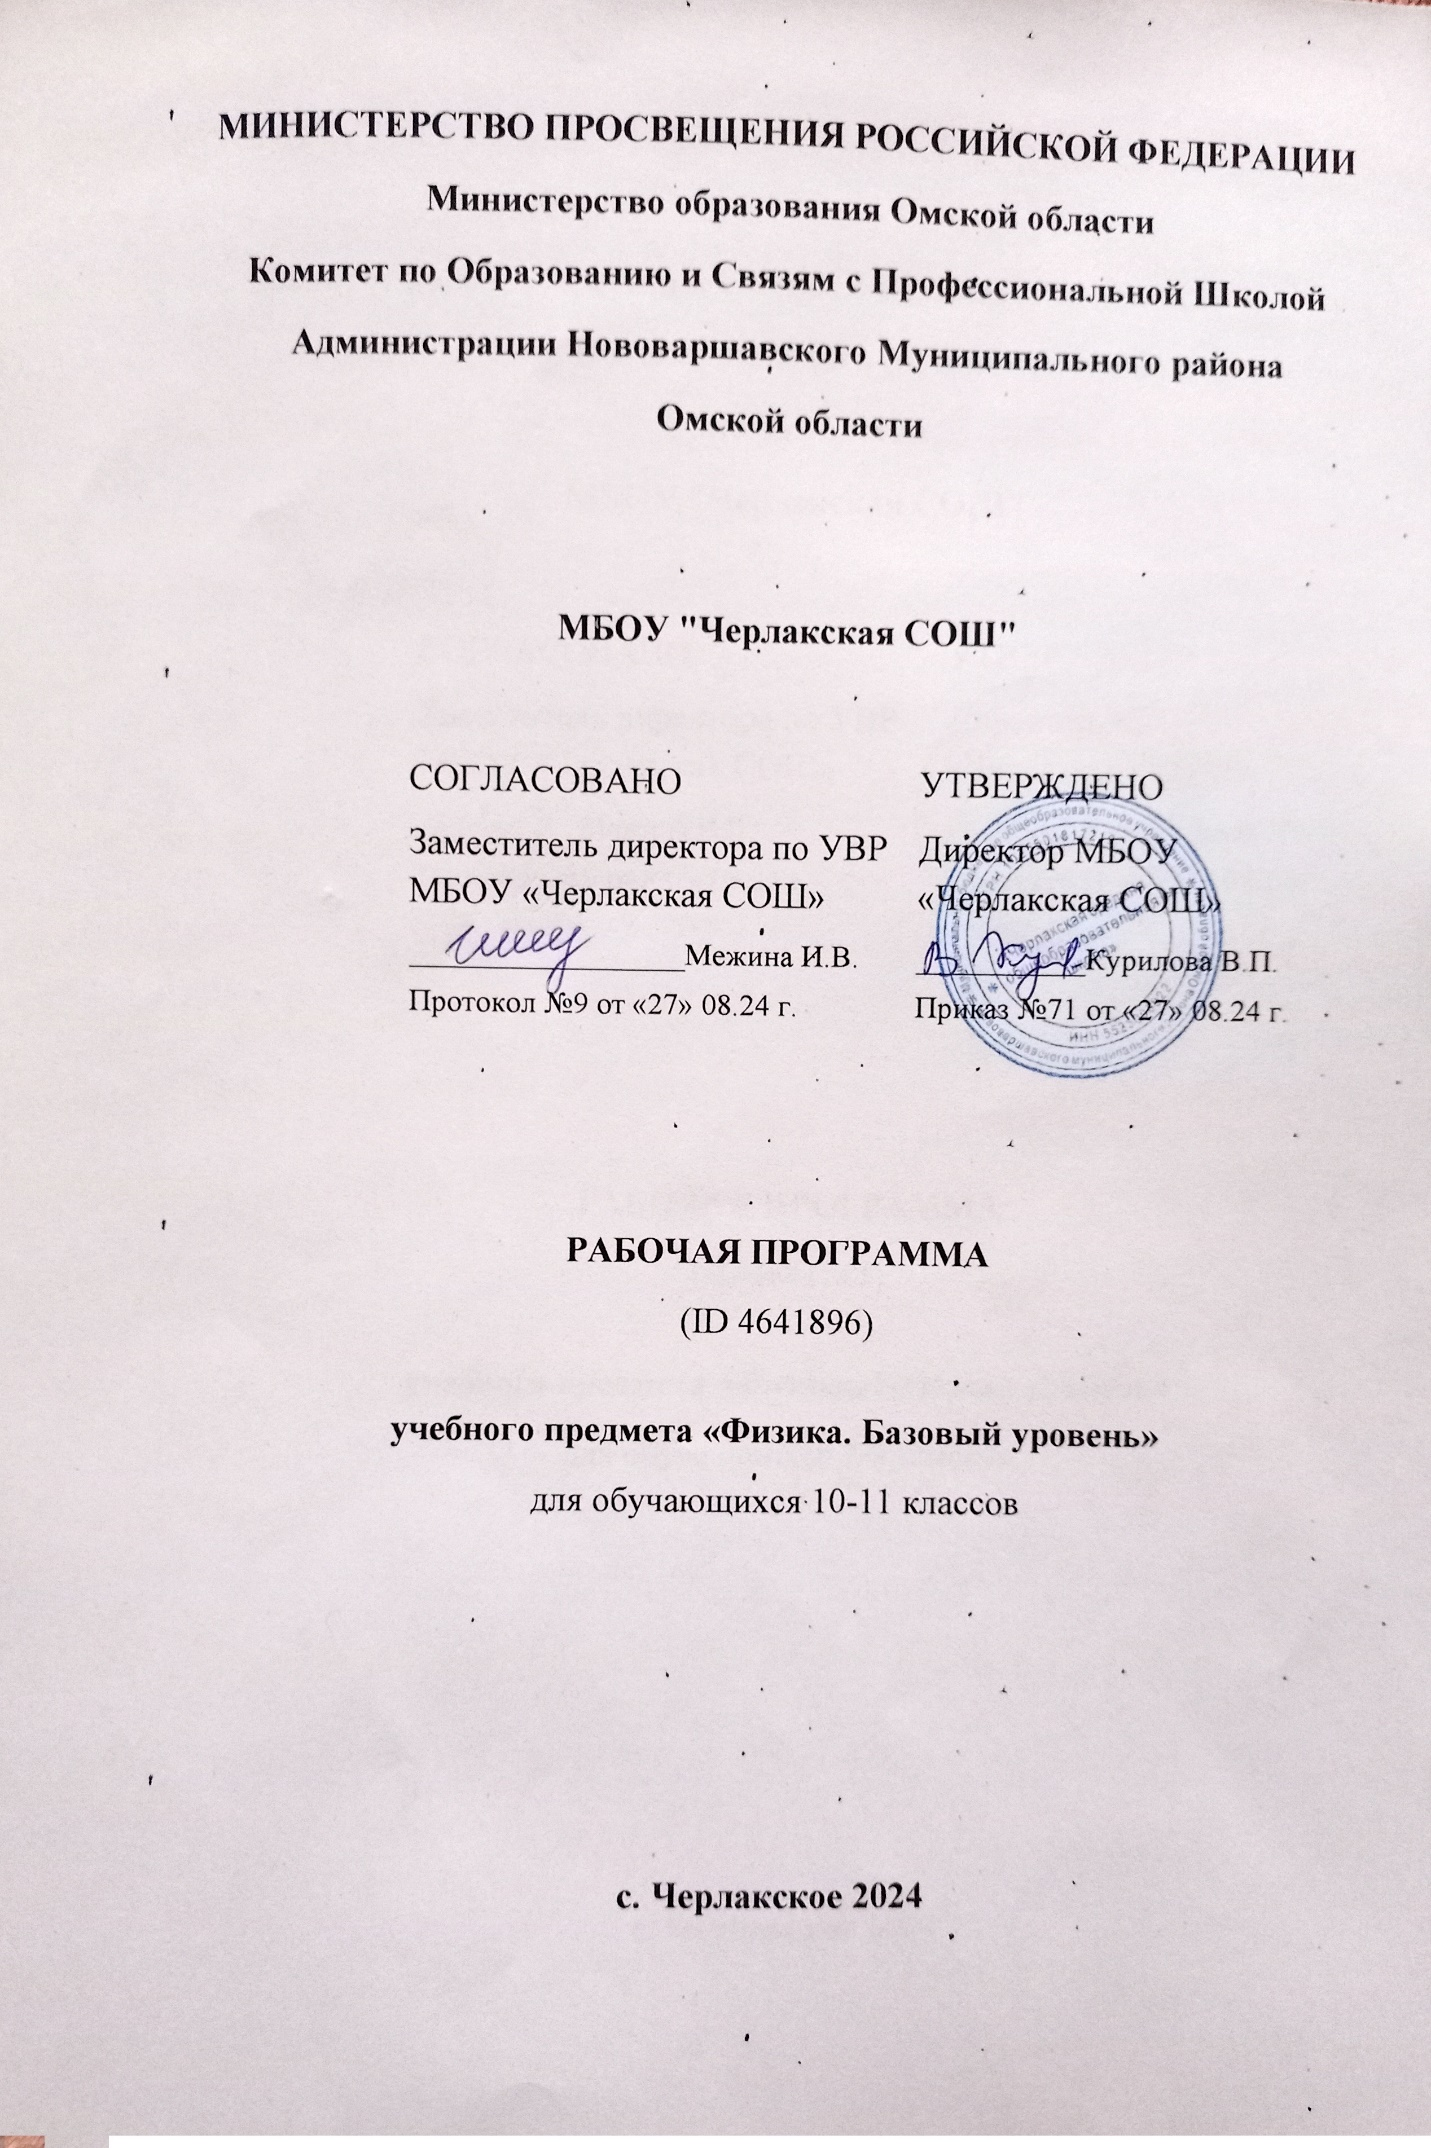 МИНИСТЕРСТВО ПРОСВЕЩЕНИЯ РОССИЙСКОЙ ФЕДЕРАЦИИ
Министерство образования Омской области
Комитет по Образованию и Связям с Профессиональной Школой
Администрации Нововаршавского Муниципального района
Омской области
МБОУ "Черлакская СОШ"
СОГЛАСОВАНО
Заместитель директора по УВР
МБОУ «Черлакская СОШ»
Межина И.В.
Протокол №9 от «27» 08.24 г.
УТВЕРЖДЕНО
Директор МБОУ
«Черлакская СОШ»
Курилова В.П.
Приказ №71 от «27» 08.24 г.
РАБОЧАЯ ПРОГРАММА
(ID 4641896)
учебного предмета «Физика. Базовый уровень»
для обучающихся 10-11 классов
с. Черлакское 2024